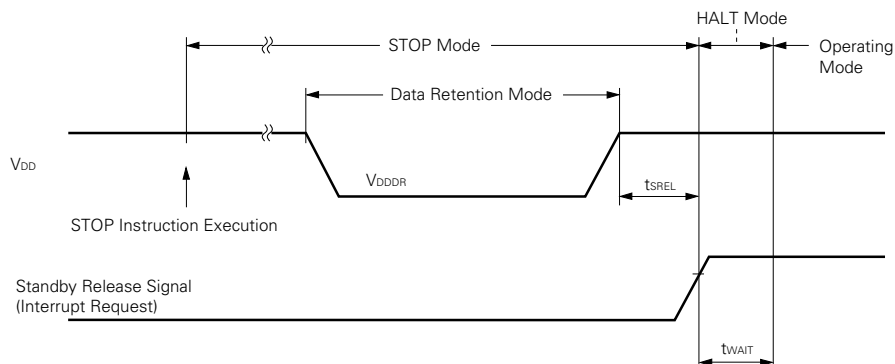 HALT Mode
STOP Mode
Operating
Mode
Data Retention Mode
VDD
VDDDR
tSREL
STOP Instruction Execution
Standby Release Signal
(Interrupt Request)
tWAIT